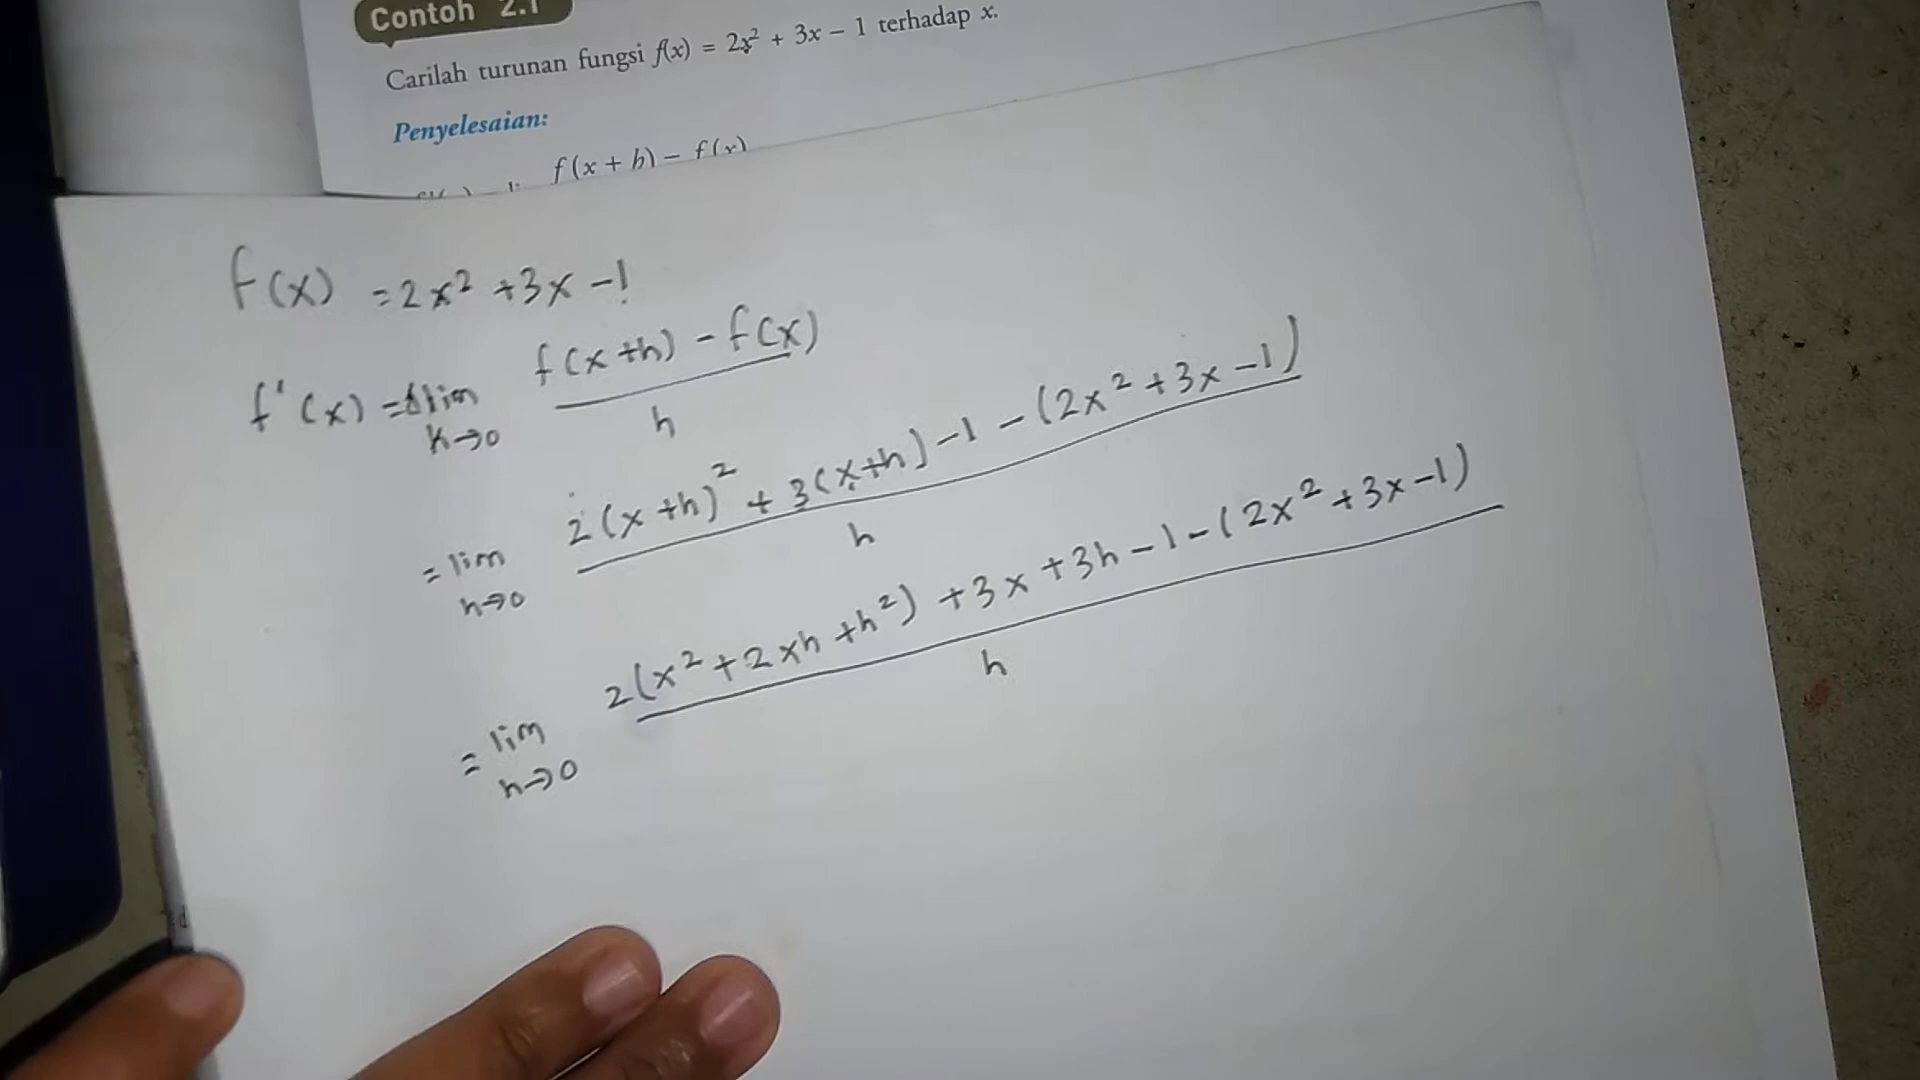 Contoh 2.1
Carilah turunan fungsi f(x) = 2x² + 3x − 1 terhadap x.
Penyelesaian:
f(x + h) − f(x)
f(x) = 2x² + 3x − 1
f'(x) = lim h→0 f(x+h) − f(x) / h
= lim h→0 2(x+h)² + 3(x+h) − 1 − (2x² + 3x − 1) / h
= lim h→0 2(x² + 2xh + h²) + 3x + 3h − 1 − (2x² + 3x − 1) / h